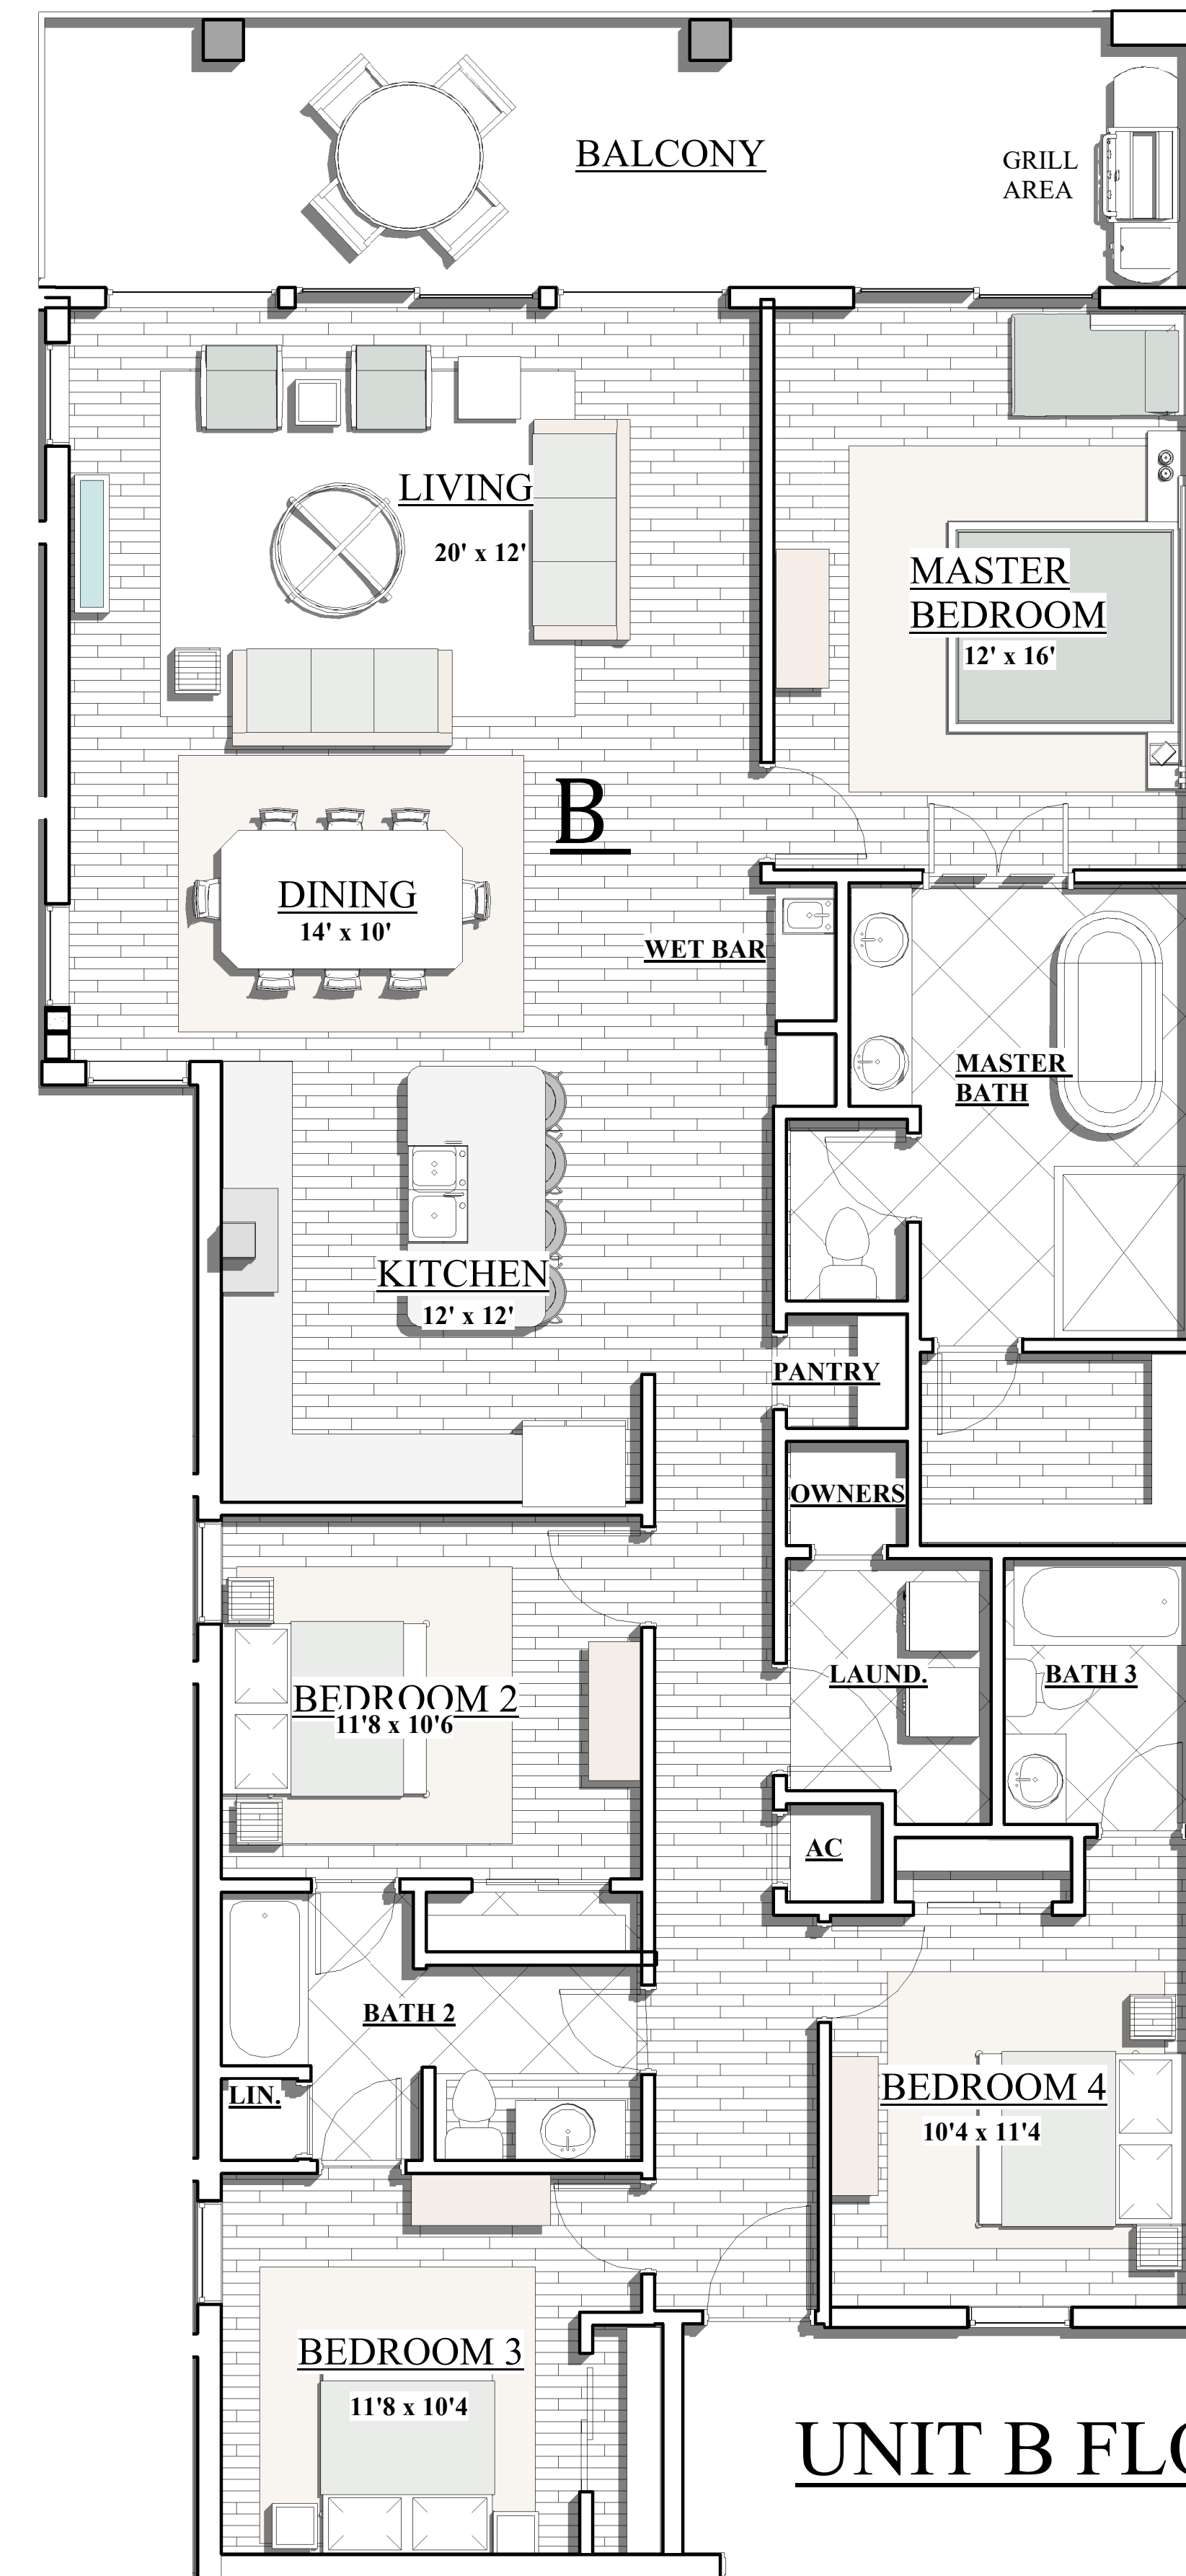 BALCONY
GRILL
AREA
LIVING
20' x 12'
MASTER
BEDROOM
12' x 16'
B
DINING
14' x 10'
WET BAR
MASTER
BATH
KITCHEN
12' x 12'
PANTRY
OWNERS
LAUND.
BATH 3
BEDROOM 2
11'8 x 10'6
AC
BATH 2
LIN.
BEDROOM 4
10'4 x 11'4
BEDROOM 3
11'8 x 10'4
UNIT B FLO